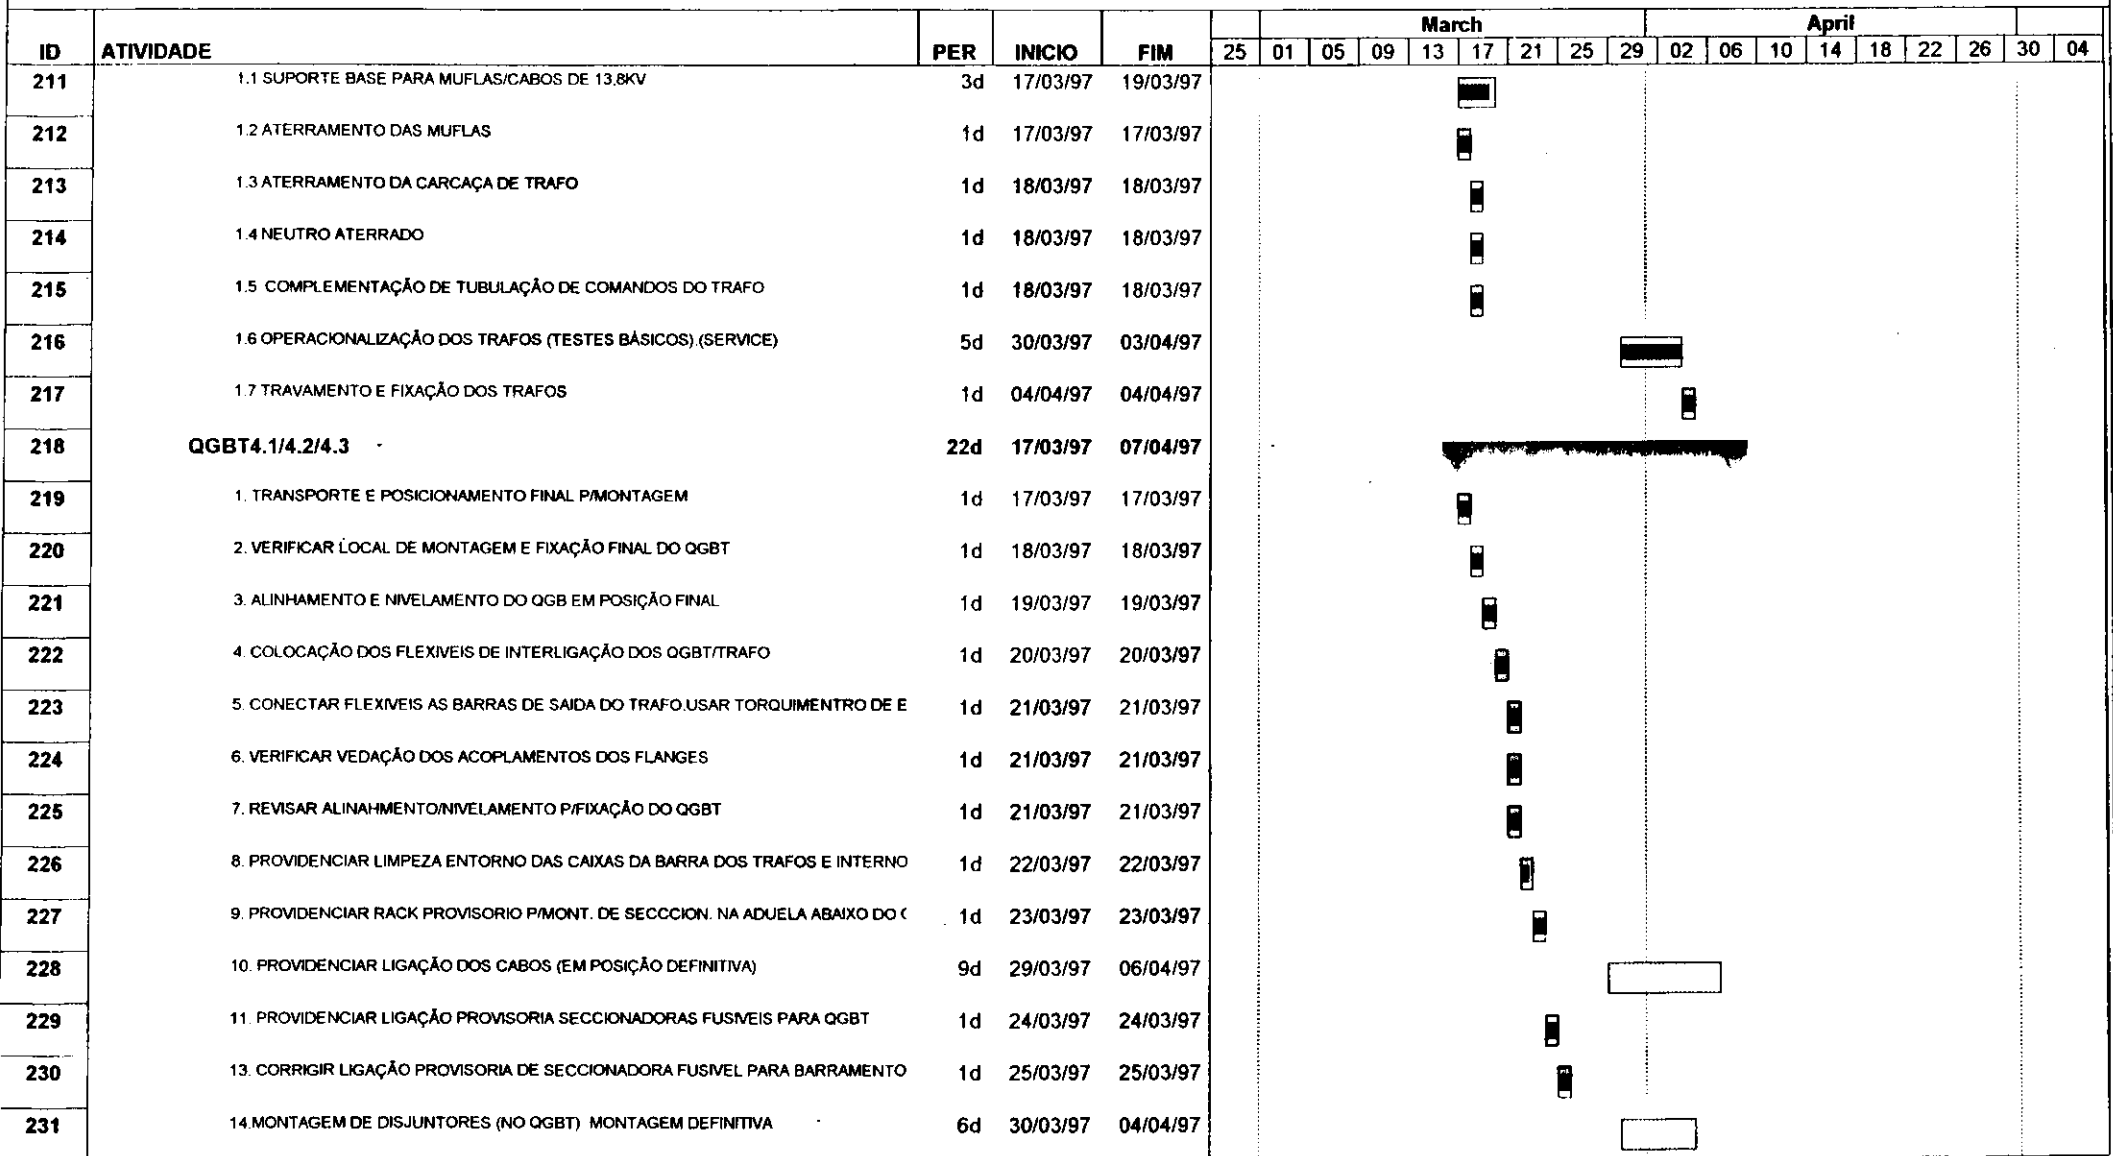 March April
ID ATIVIDADE PER INICIO FIM 25 01 05 09 13 17 21 25 29 02 06 10 14 18 22 26 30 04
211 1.1 SUPORTE BASE PARA MUFLAS/CABOS DE 13,8KV 3d 17/03/97 19/03/97
212 1.2 ATERRAMENTO DAS MUFLAS 1d 17/03/97 17/03/97
213 1.3 ATERRAMENTO DA CARCAÇA DE TRAFO 1d 18/03/97 18/03/97
214 1.4 NEUTRO ATERRADO 1d 18/03/97 18/03/97
215 1.5 COMPLEMENTAÇÃO DE TUBULAÇÃO DE COMANDOS DO TRAFO 1d 18/03/97 18/03/97
216 1.6 OPERACIONALIZAÇÃO DOS TRAFOS (TESTES BÁSICOS).(SERVICE) 5d 30/03/97 03/04/97
217 1.7 TRAVAMENTO E FIXAÇÃO DOS TRAFOS 1d 04/04/97 04/04/97
218 QGBT4.1/4.2/4.3 22d 17/03/97 07/04/97
219 1. TRANSPORTE E POSICIONAMENTO FINAL P/MONTAGEM 1d 17/03/97 17/03/97
220 2. VERIFICAR LOCAL DE MONTAGEM E FIXAÇÃO FINAL DO QGBT 1d 18/03/97 18/03/97
221 3. ALINHAMENTO E NIVELAMENTO DO QGB EM POSIÇÃO FINAL 1d 19/03/97 19/03/97
222 4. COLOCAÇÃO DOS FLEXIVEIS DE INTERLIGAÇÃO DOS QGBT/TRAFO 1d 20/03/97 20/03/97
223 5. CONECTAR FLEXIVEIS AS BARRAS DE SAIDA DO TRAFO.USAR TORQUIMENTRO DE E 1d 21/03/97 21/03/97
224 6. VERIFICAR VEDAÇÃO DOS ACOPLAMENTOS DOS FLANGES 1d 21/03/97 21/03/97
225 7. REVISAR ALINAHMENTO/NIVELAMENTO P/FIXAÇÃO DO QGBT 1d 21/03/97 21/03/97
226 8. PROVIDENCIAR LIMPEZA ENTORNO DAS CAIXAS DA BARRA DOS TRAFOS E INTERNO 1d 22/03/97 22/03/97
227 9. PROVIDENCIAR RACK PROVISORIO P/MONT. DE SECCCION. NA ADUELA ABAIXO DO 1d 23/03/97 23/03/97
228 10. PROVIDENCIAR LIGAÇÃO DOS CABOS (EM POSIÇÃO DEFINITIVA) 9d 29/03/97 06/04/97
229 11. PROVIDENCIAR LIGAÇÃO PROVISORIA SECCIONADORAS FUSIVEIS PARA QGBT 1d 24/03/97 24/03/97
230 13. CORRIGIR LIGAÇÃO PROVISORIA DE SECCIONADORA FUSIVEL PARA BARRAMENTO 1d 25/03/97 25/03/97
231 14.MONTAGEM DE DISJUNTORES (NO QGBT) MONTAGEM DEFINITIVA 6d 30/03/97 04/04/97